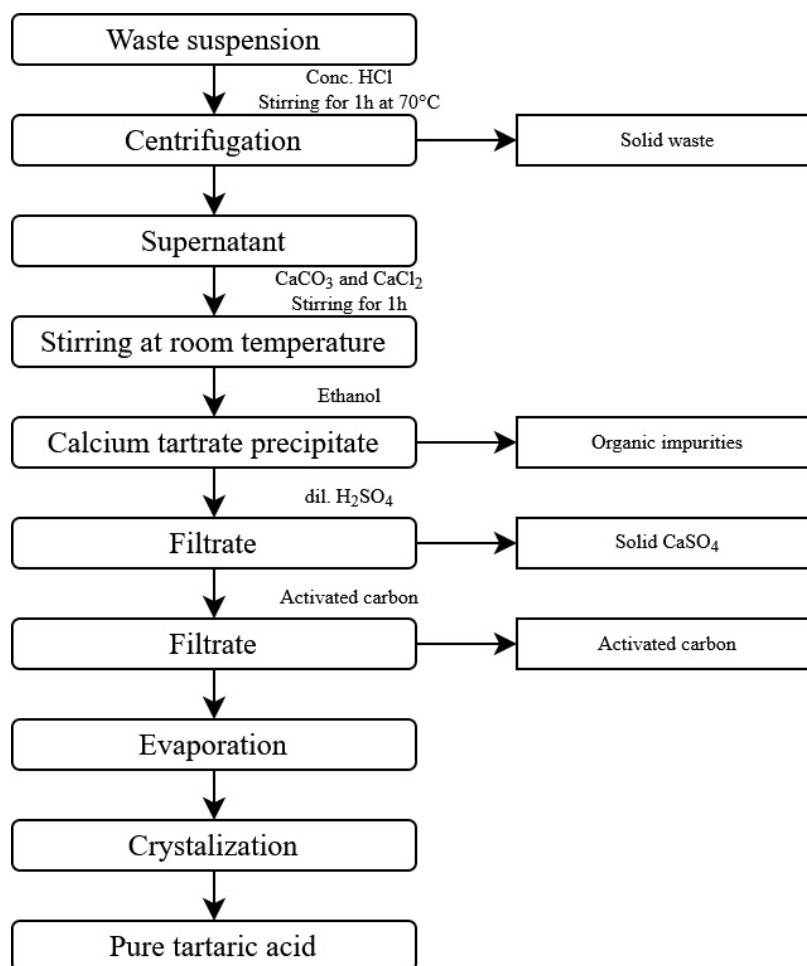 Waste suspension
Conc. HCl
Stirring for 1h at 70°C
Centrifugation
Solid waste
Supernatant
CaCO₃ and CaCl₂
Stirring for 1h
Stirring at room temperature
Ethanol
Calcium tartrate precipitate
Organic impurities
dil. H₂SO₄
Filtrate
Solid CaSO₄
Activated carbon
Filtrate
Activated carbon
Evaporation
Crystalization
Pure tartaric acid